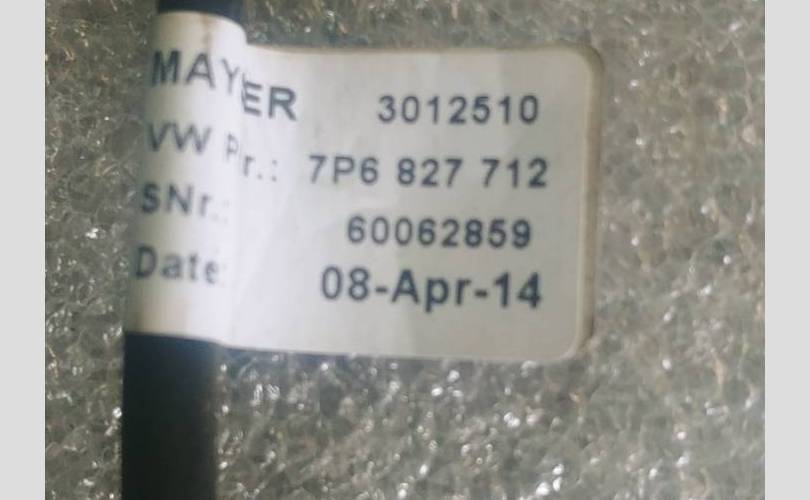 MAYER 3012510
VW Pr.: 7P6 827 712
SNr.: 60062859
Date: 08-Apr-14